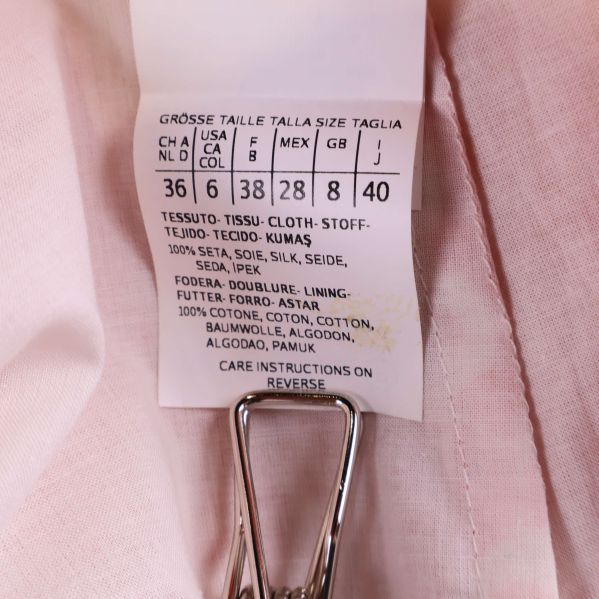 GRÖSSE TAILLE TALLA SIZE TAGLIA
CH A NL D USA CA COL F B MEX GB I J
36 6 38 28 8 40
TESSUTO- TISSU- CLOTH- STOFF-
TEJIDO- TECIDO- KUMAŞ
100% SETA, SOIE, SILK, SEIDE,
SEDA, İPEK
FODERA- DOUBLURE- LINING-
FUTTER- FORRO- ASTAR
100% COTONE, COTON, COTTON,
BAUMWOLLE, ALGODON,
ALGODAO, PAMUK
CARE INSTRUCTIONS ON
REVERSE